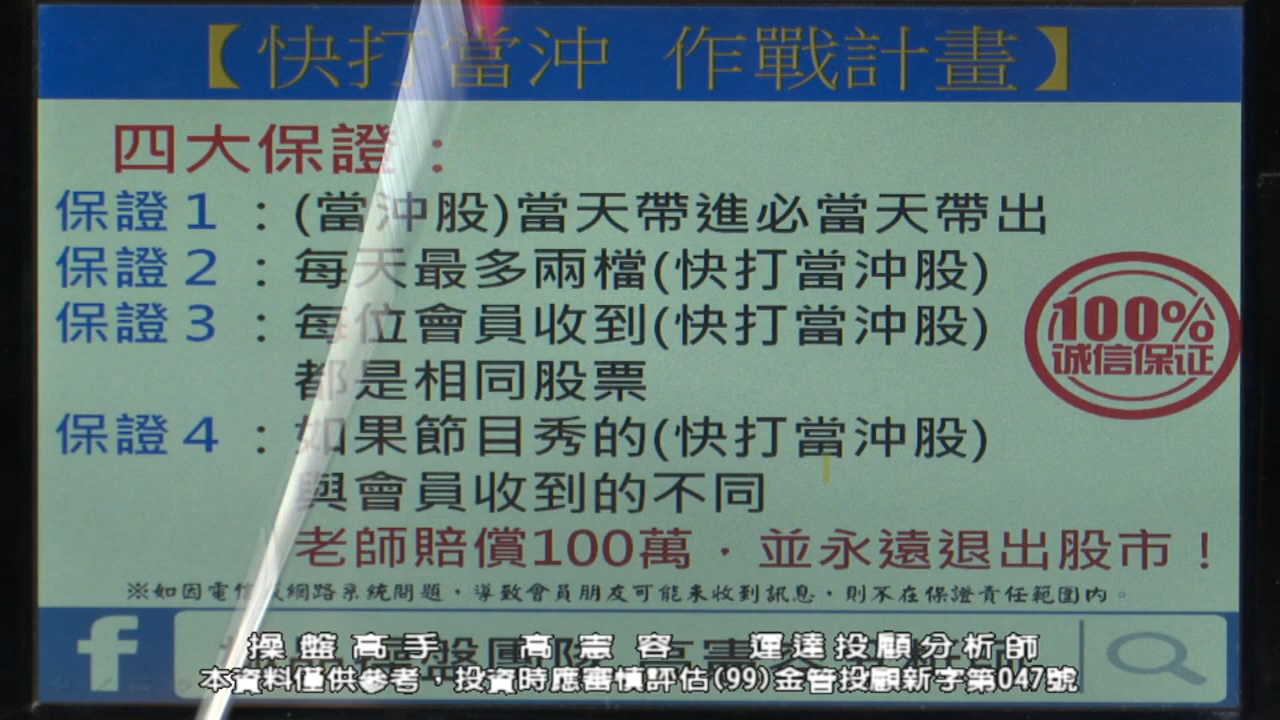 【快打當沖 作戰計畫】
四大保證：
保證1：(當沖股)當天帶進必當天帶出
保證2：每天最多兩檔(快打當沖股)
保證3：每位會員收到(快打當沖股)
都是相同股票
100%
诚信保证
保證4：如果節目秀的(快打當沖股)
與會員收到的不同
老師賠償100萬，並永遠退出股市！
※如因電信或網路系統問題，導致會員朋友可能未收到訊息，則不在保證責任範圍內。
f
操盤高手 高憲容 運達投顧分析師
本資料僅供參考，投資時應審慎評估(99)金管投顧新字第047號